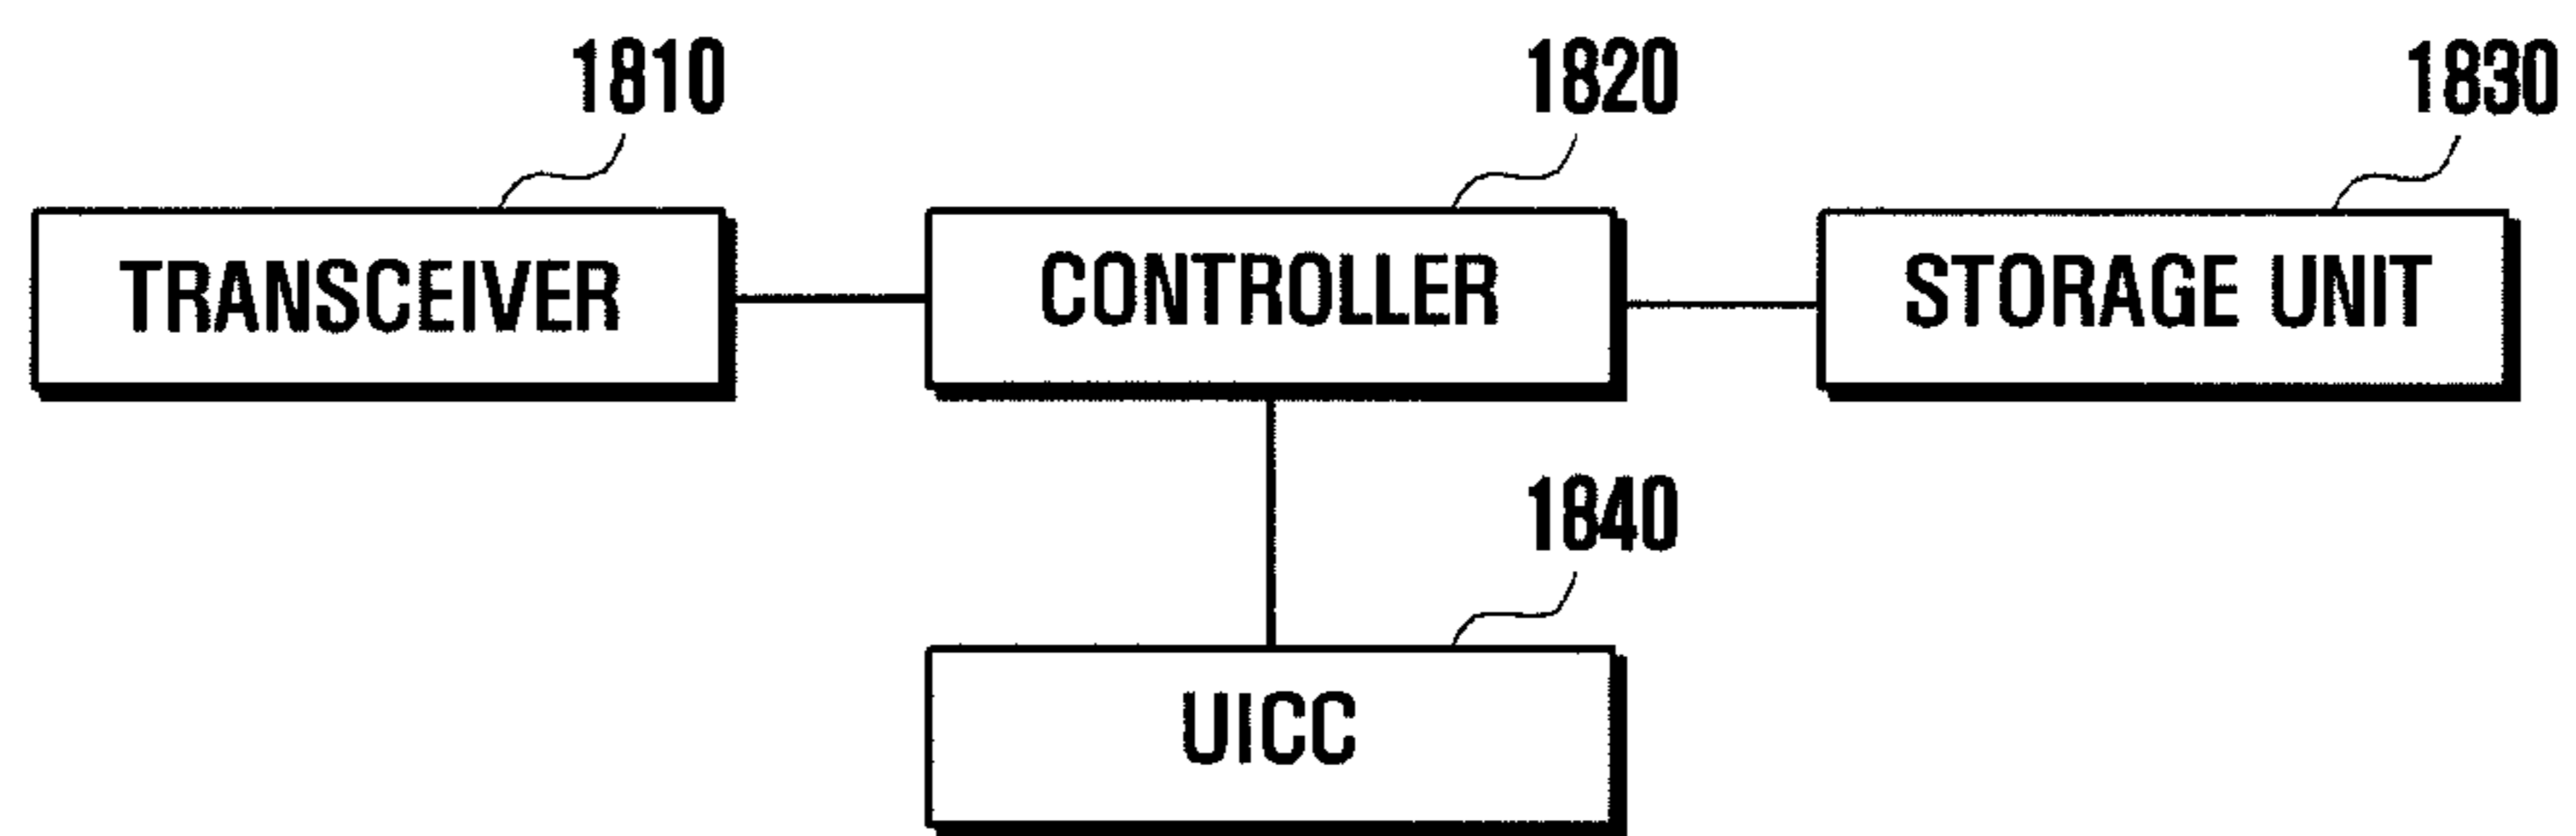 1810
1820
1830
TRANSCEIVER
CONTROLLER
STORAGE UNIT
1840
UICC